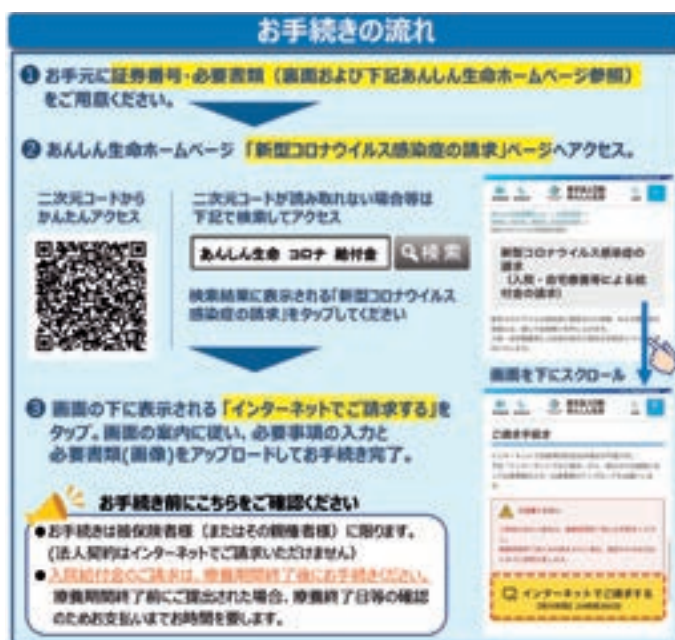 お手続きの流れ
❶ お手元に証券番号・必要書類（裏面および下記あんしん生命ホームページ参照）
をご用意ください。
❷ あんしん生命ホームページ「新型コロナウイルス感染症の請求」ページへアクセス。
二次元コードから
かんたんアクセス
二次元コードが読み取れない場合等は
下記で検索してアクセス
あんしん生命 コロナ 給付金
検索
検索結果に表示される「新型コロナウイルス
感染症の請求」をタップしてください
新型コロナウイルス感染症の
請求
（入院・自宅療養等による給
付金の請求）
画面を下にスクロール
❸ 画面の下に表示される「インターネットでご請求する」を
タップ。画面の案内に従い、必要事項の入力と
必要書類(画像)をアップロードしてお手続き完了。
ご請求手続き
お手続き前にこちらをご確認ください
●お手続きは被保険者様（またはその親権者様）に限ります。
(法人契約はインターネットでご請求いただけません)
●入院給付金のご請求は、療養期間終了後にお手続きください。
療養期間終了前にご提出された場合、療養終了日等の確認
のためお支払いまでお時間を要します。
インターネットでご請求する